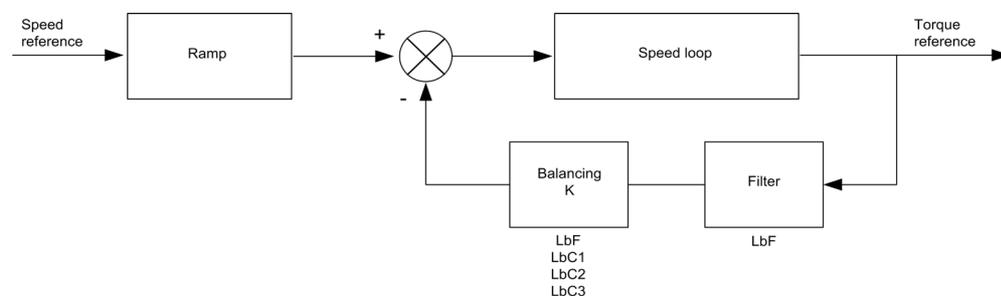 Speed
reference
Ramp
+
-
Speed loop
Torque
reference
Balancing
K
LbF
LbC1
LbC2
LbC3
Filter
LbF